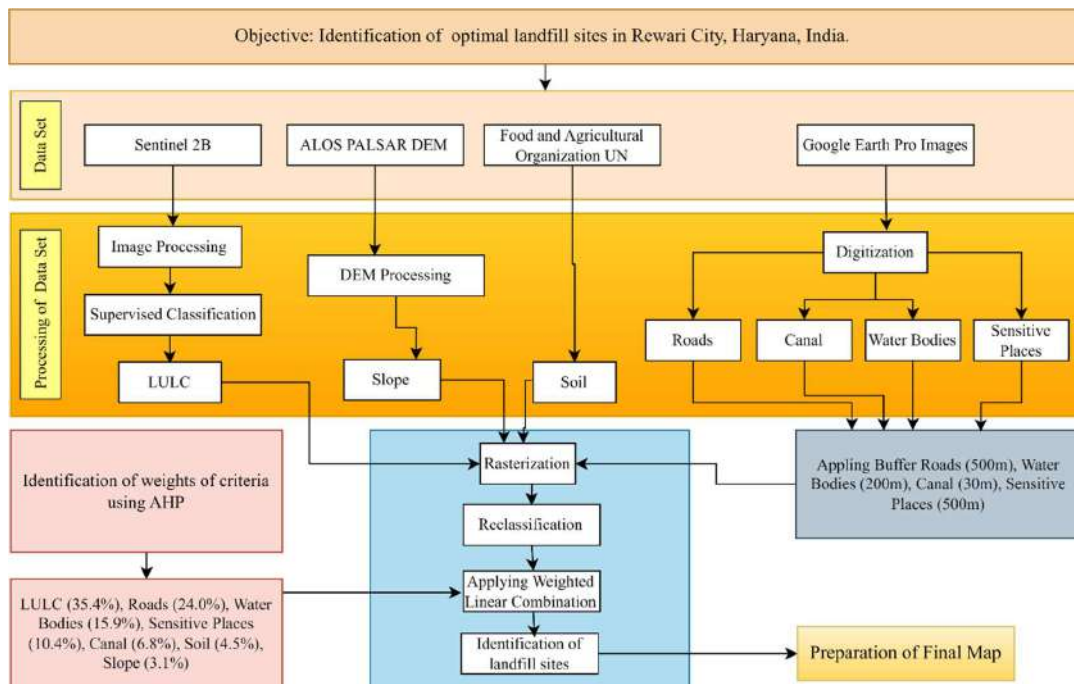 Objective: Identification of optimal landfill sites in Rewari City, Haryana, India.
Data Set
Sentinel 2B
ALOS PALSAR DEM
Food and Agricultural
Organization UN
Google Earth Pro Images
Processing of Data Set
Image Processing
Supervised Classification
LULC
DEM Processing
Slope
Soil
Digitization
Roads
Canal
Water Bodies
Sensitive
Places
Identification of weights of criteria
using AHP
LULC (35.4%), Roads (24.0%), Water
Bodies (15.9%), Sensitive Places
(10.4%), Canal (6.8%), Soil (4.5%),
Slope (3.1%)
Rasterization
Reclassification
Applying Weighted
Linear Combination
Identification of
landfill sites
Appling Buffer Roads (500m), Water
Bodies (200m), Canal (30m), Sensitive
Places (500m)
Preparation of Final Map